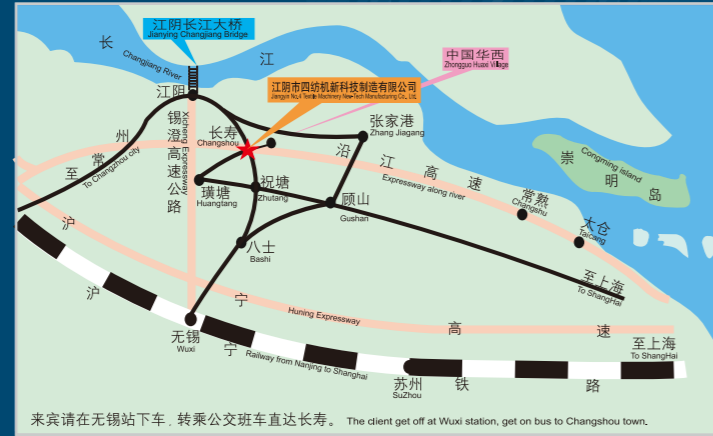 江阴长江大桥
Jianying Changjiang Bridge
长江
Changjiang River
中国华西
Zhongguo Huaxi Village
江阴市四纺机新科技制造有限公司
Jiangyin No.4 Textile Machinery New-Tech Manufacturing Co., Ltd.
江阴
长寿
Changshou
张家港
Zhang Jiagang
至常州
To Changzhou city
锡澄高速公路
Xicheng Expressway
沿江高速
Expressway along river
崇明岛
Congming island
璜塘
Huangtang
祝塘
Zhutang
顾山
Gushan
常熟
Changshu
太仓
Taicang
八士
Bashi
至上海
To ShangHai
沪宁高速
Huning Expressway
无锡
Wuxi
沪宁铁路
Railway from Nanjing to Shanghai
至上海
To ShangHai
苏州
SuZhou
来宾请在无锡站下车，转乘公交班车直达长寿。 The client get off at Wuxi station, get on bus to Changshou town.